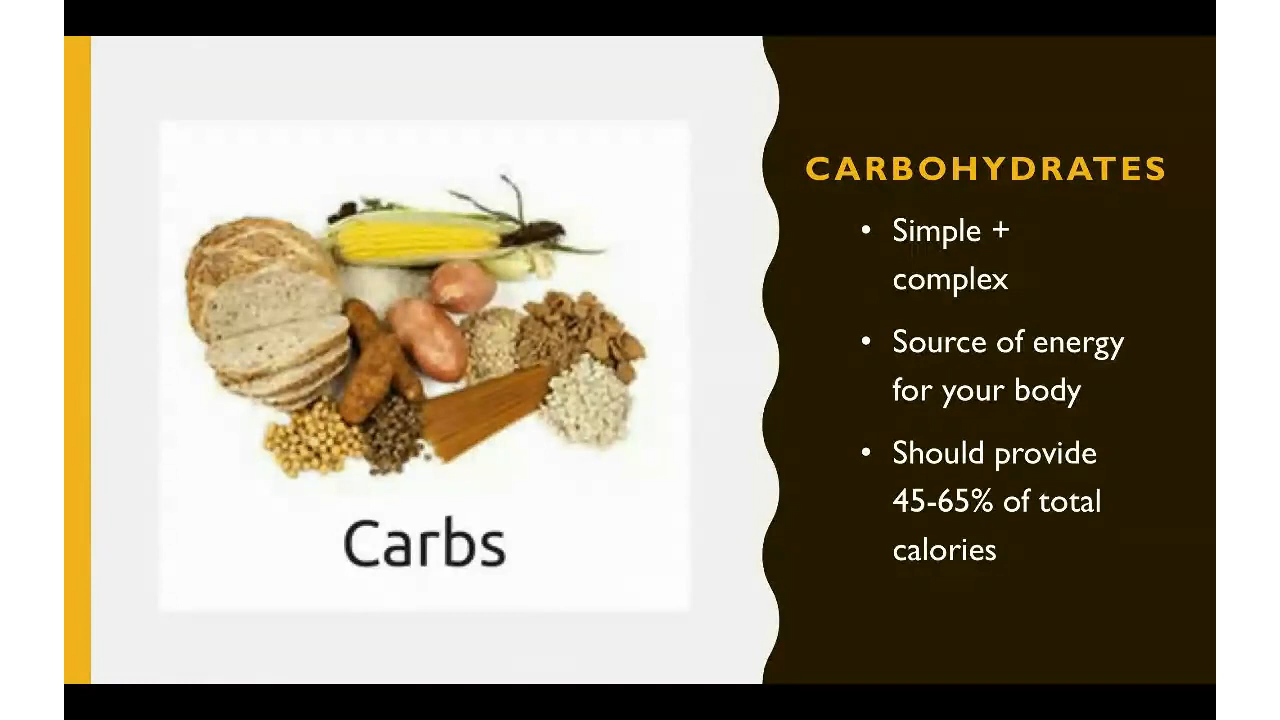 Carbs
CARBOHYDRATES
• Simple +
complex
• Source of energy
for your body
• Should provide
45-65% of total
calories